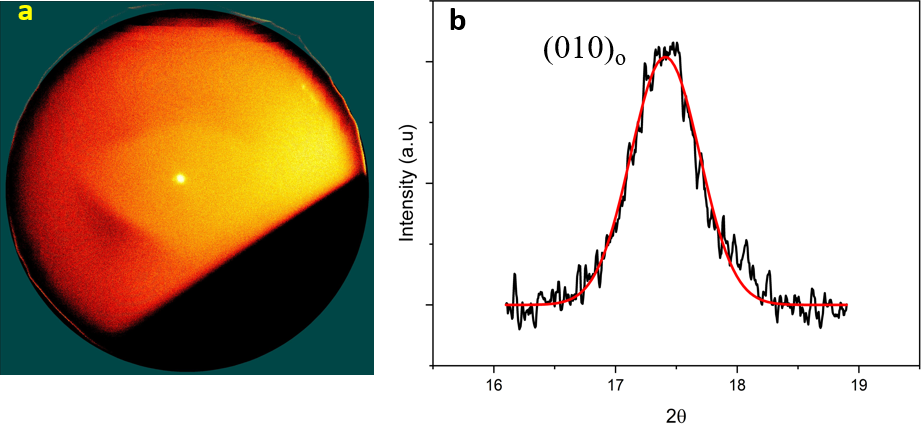 a
b
(010)o
Intensity (a.u)
16 17 18 19
2θ